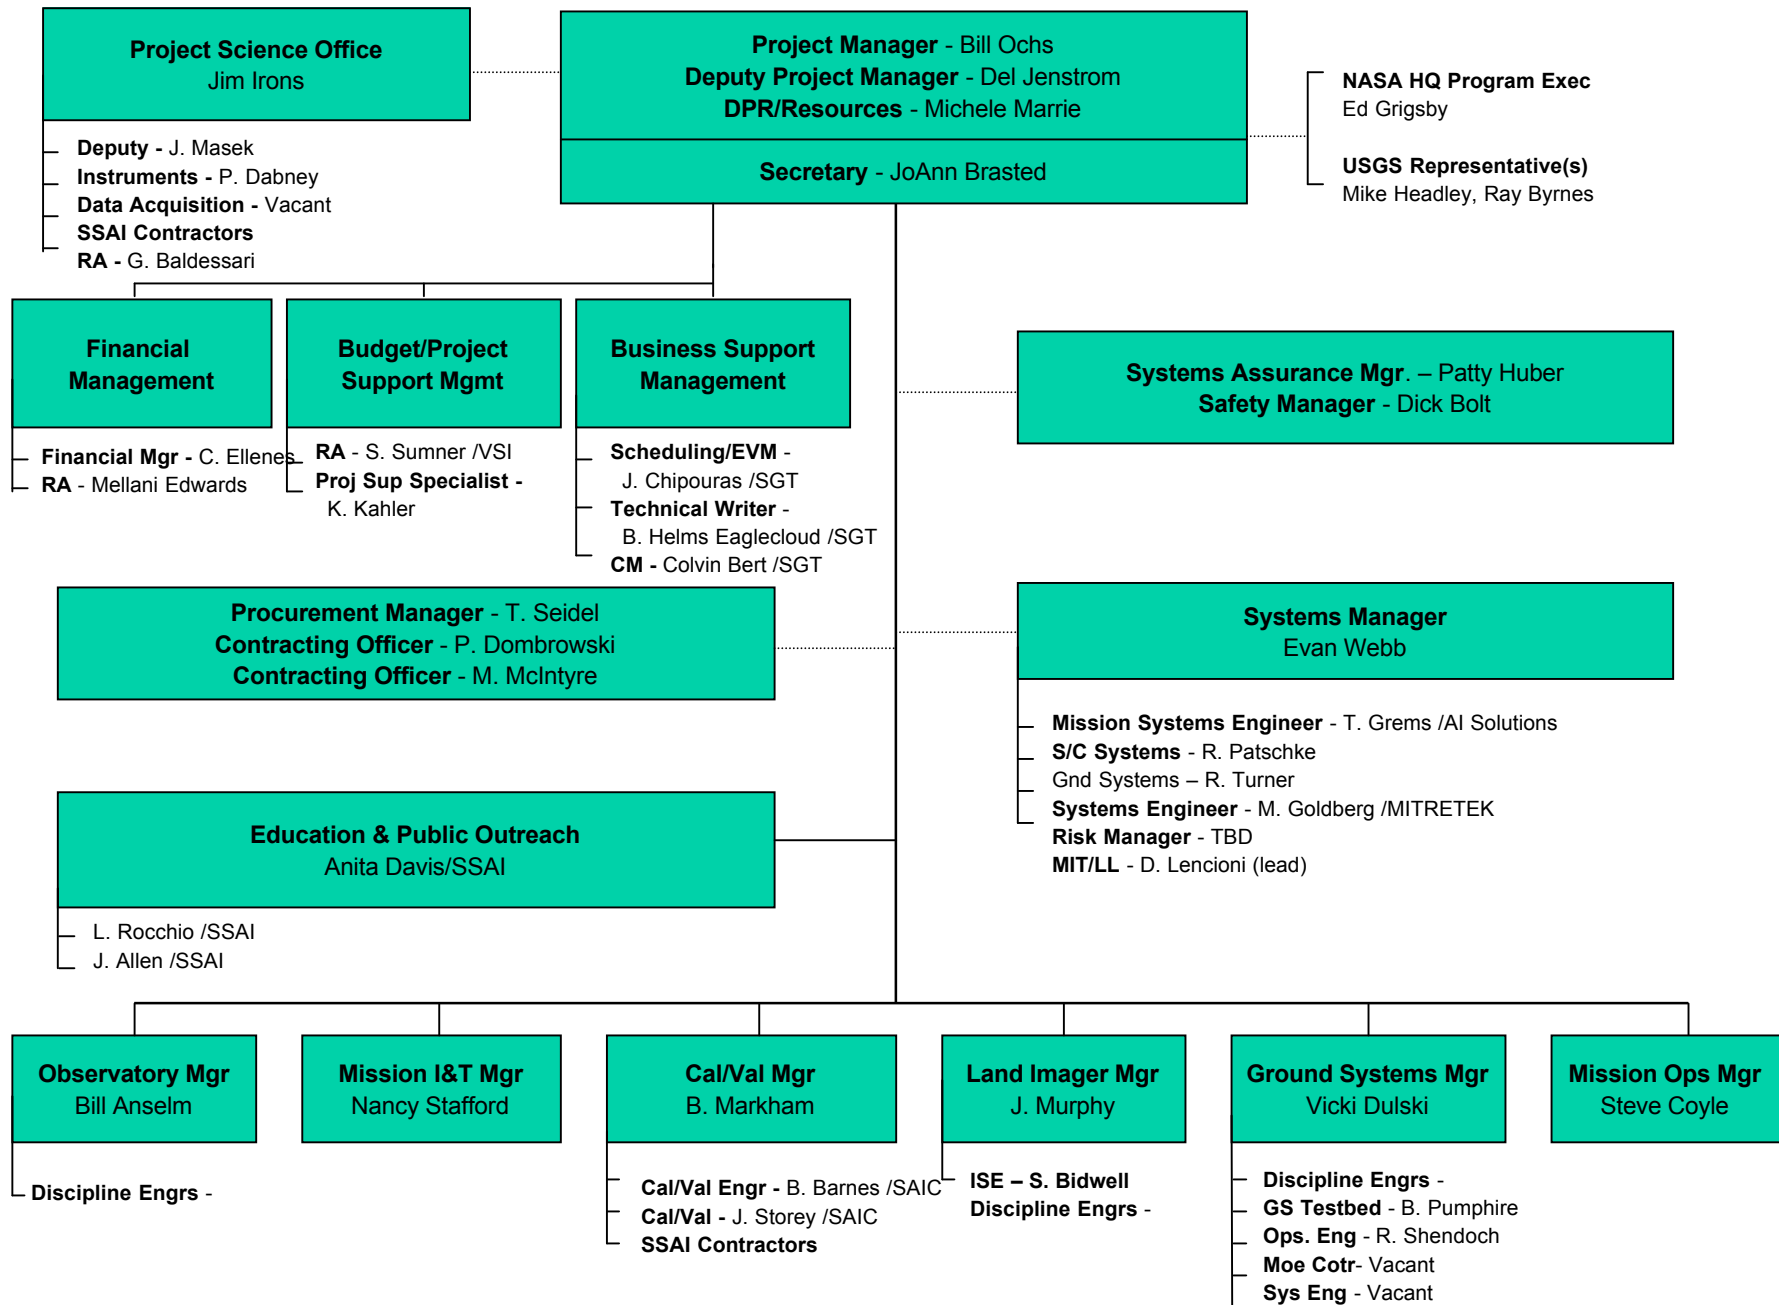 Project Science Office
Jim Irons
Project Manager - Bill Ochs
Deputy Project Manager - Del Jenstrom
DPR/Resources - Michele Marrie
Secretary - JoAnn Brasted
NASA HQ Program Exec
Ed Grigsby
USGS Representative(s)
Mike Headley, Ray Byrnes
Deputy - J. Masek
Instruments - P. Dabney
Data Acquisition - Vacant
SSAI Contractors
RA - G. Baldessari
Financial
Management
Financial Mgr - C. Ellenes
RA - Mellani Edwards
Budget/Project
Support Mgmt
RA - S. Sumner /VSI
Proj Sup Specialist -
K. Kahler
Business Support
Management
Scheduling/EVM -
J. Chipouras /SGT
Technical Writer -
B. Helms Eaglecloud /SGT
CM - Colvin Bert /SGT
Systems Assurance Mgr. – Patty Huber
Safety Manager - Dick Bolt
Procurement Manager - T. Seidel
Contracting Officer - P. Dombrowski
Contracting Officer - M. McIntyre
Systems Manager
Evan Webb
Mission Systems Engineer - T. Grems /AI Solutions
S/C Systems - R. Patschke
Gnd Systems – R. Turner
Systems Engineer - M. Goldberg /MITRETEK
Risk Manager - TBD
MIT/LL - D. Lencioni (lead)
Education & Public Outreach
Anita Davis/SSAI
L. Rocchio /SSAI
J. Allen /SSAI
Observatory Mgr
Bill Anselm
Discipline Engrs -
Mission I&T Mgr
Nancy Stafford
Cal/Val Mgr
B. Markham
Cal/Val Engr - B. Barnes /SAIC
Cal/Val - J. Storey /SAIC
SSAI Contractors
Land Imager Mgr
J. Murphy
ISE – S. Bidwell
Discipline Engrs -
Ground Systems Mgr
Vicki Dulski
Discipline Engrs -
GS Testbed - B. Pumphire
Ops. Eng - R. Shendoch
Moe Cotr- Vacant
Sys Eng - Vacant
Mission Ops Mgr
Steve Coyle